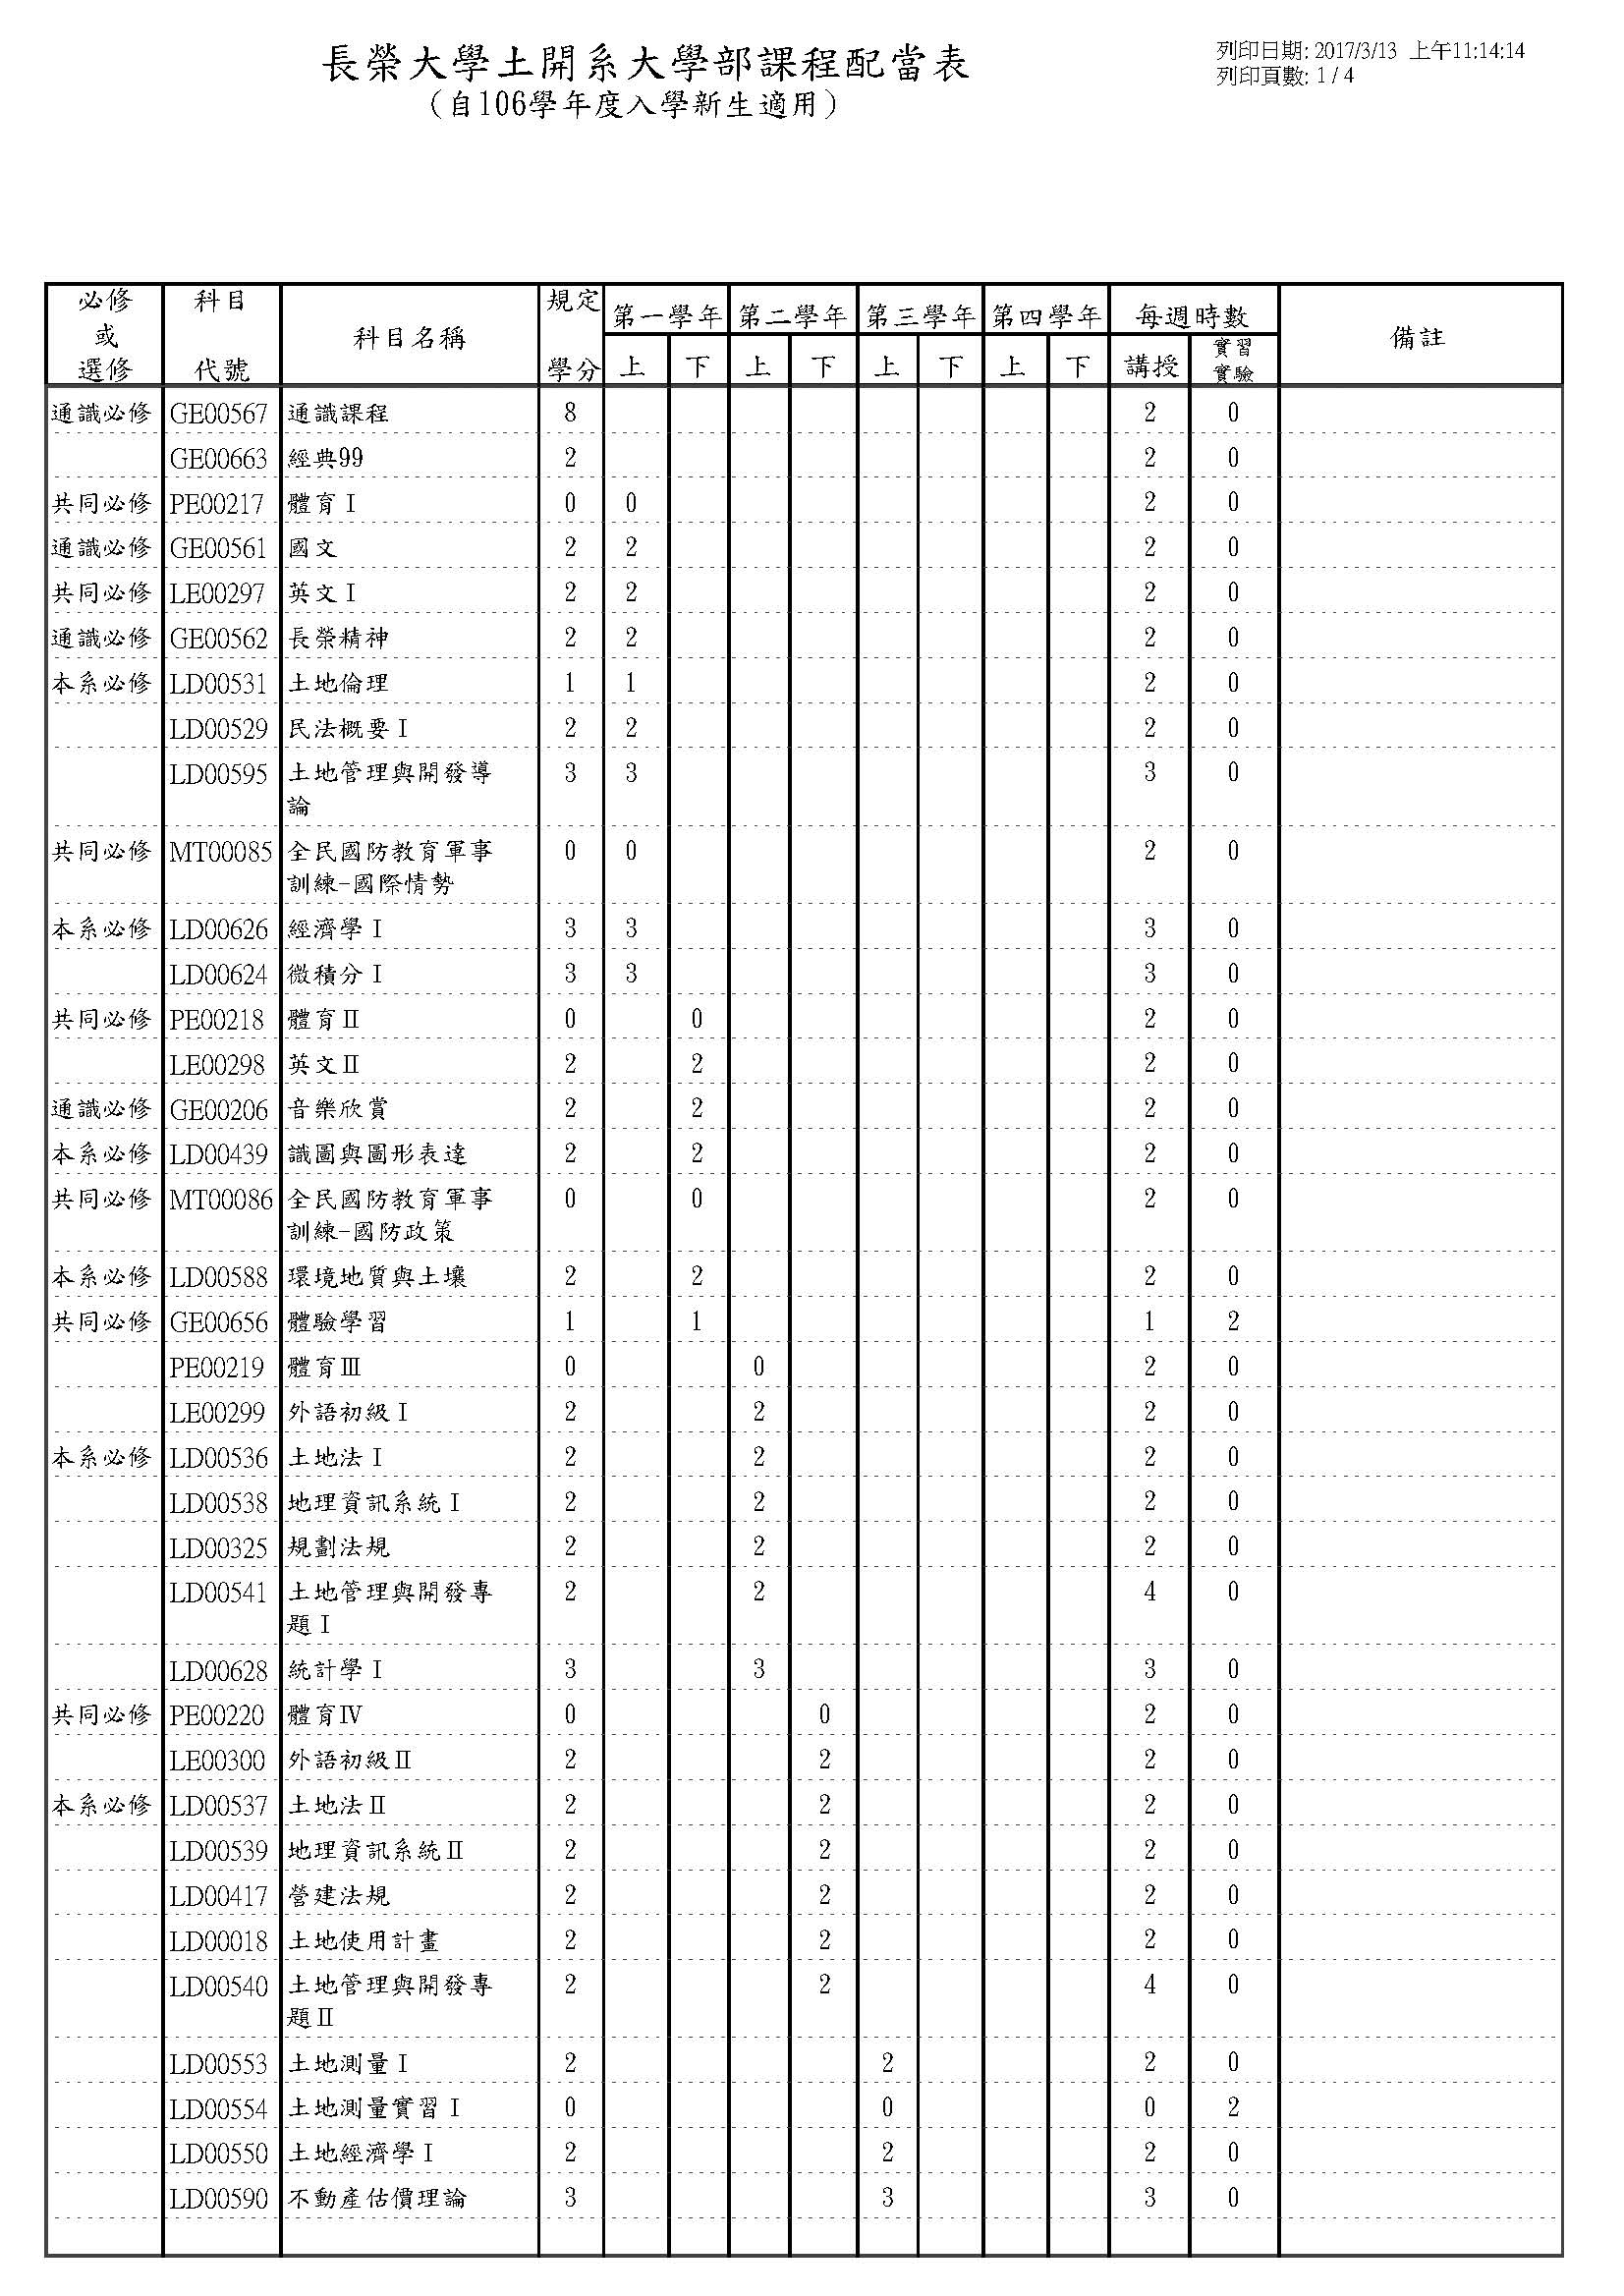 長榮大學土開系大學部課程配當表
列印日期: 2017/3/13 上午11:14:14
列印頁數: 1 / 4
(自106學年度入學新生適用)
必修或選修 科目代號 科目名稱 規定學分 第一學年 第二學年 第三學年 第四學年 每週時數 備註
上 下 上 下 上 下 上 下 講授 實習實驗
通識必修 GE00567 通識課程 8 2 0
GE00663 經典99 2 2 0
共同必修 PE00217 體育Ⅰ 0 0 2 0
通識必修 GE00561 國文 2 2 2 0
共同必修 LE00297 英文Ⅰ 2 2 2 0
通識必修 GE00562 長榮精神 2 2 2 0
本系必修 LD00531 土地倫理 1 1 2 0
LD00529 民法概要Ⅰ 2 2 2 0
LD00595 土地管理與開發導 3 3 3 0
論
共同必修 MT00085 全民國防教育軍事 0 0 2 0
訓練-國際情勢
本系必修 LD00626 經濟學Ⅰ 3 3 3 0
LD00624 微積分Ⅰ 3 3 3 0
共同必修 PE00218 體育Ⅱ 0 0 2 0
LE00298 英文Ⅱ 2 2 2 0
通識必修 GE00206 音樂欣賞 2 2 2 0
本系必修 LD00439 識圖與圖形表達 2 2 2 0
共同必修 MT00086 全民國防教育軍事 0 0 2 0
訓練-國防政策
本系必修 LD00588 環境地質與土壤 2 2 2 0
共同必修 GE00656 體驗學習 1 1 1 2
PE00219 體育Ⅲ 0 0 2 0
LE00299 外語初級Ⅰ 2 2 2 0
本系必修 LD00536 土地法Ⅰ 2 2 2 0
LD00538 地理資訊系統Ⅰ 2 2 2 0
LD00325 規劃法規 2 2 2 0
LD00541 土地管理與開發專 2 2 4 0
題Ⅰ
LD00628 統計學Ⅰ 3 3 3 0
共同必修 PE00220 體育Ⅳ 0 0 2 0
LE00300 外語初級Ⅱ 2 2 2 0
本系必修 LD00537 土地法Ⅱ 2 2 2 0
LD00539 地理資訊系統Ⅱ 2 2 2 0
LD00417 營建法規 2 2 2 0
LD00018 土地使用計畫 2 2 2 0
LD00540 土地管理與開發專 2 2 4 0
題Ⅱ
LD00553 土地測量Ⅰ 2 2 2 0
LD00554 土地測量實習Ⅰ 0 0 0 2
LD00550 土地經濟學Ⅰ 2 2 2 0
LD00590 不動產估價理論 3 3 3 0